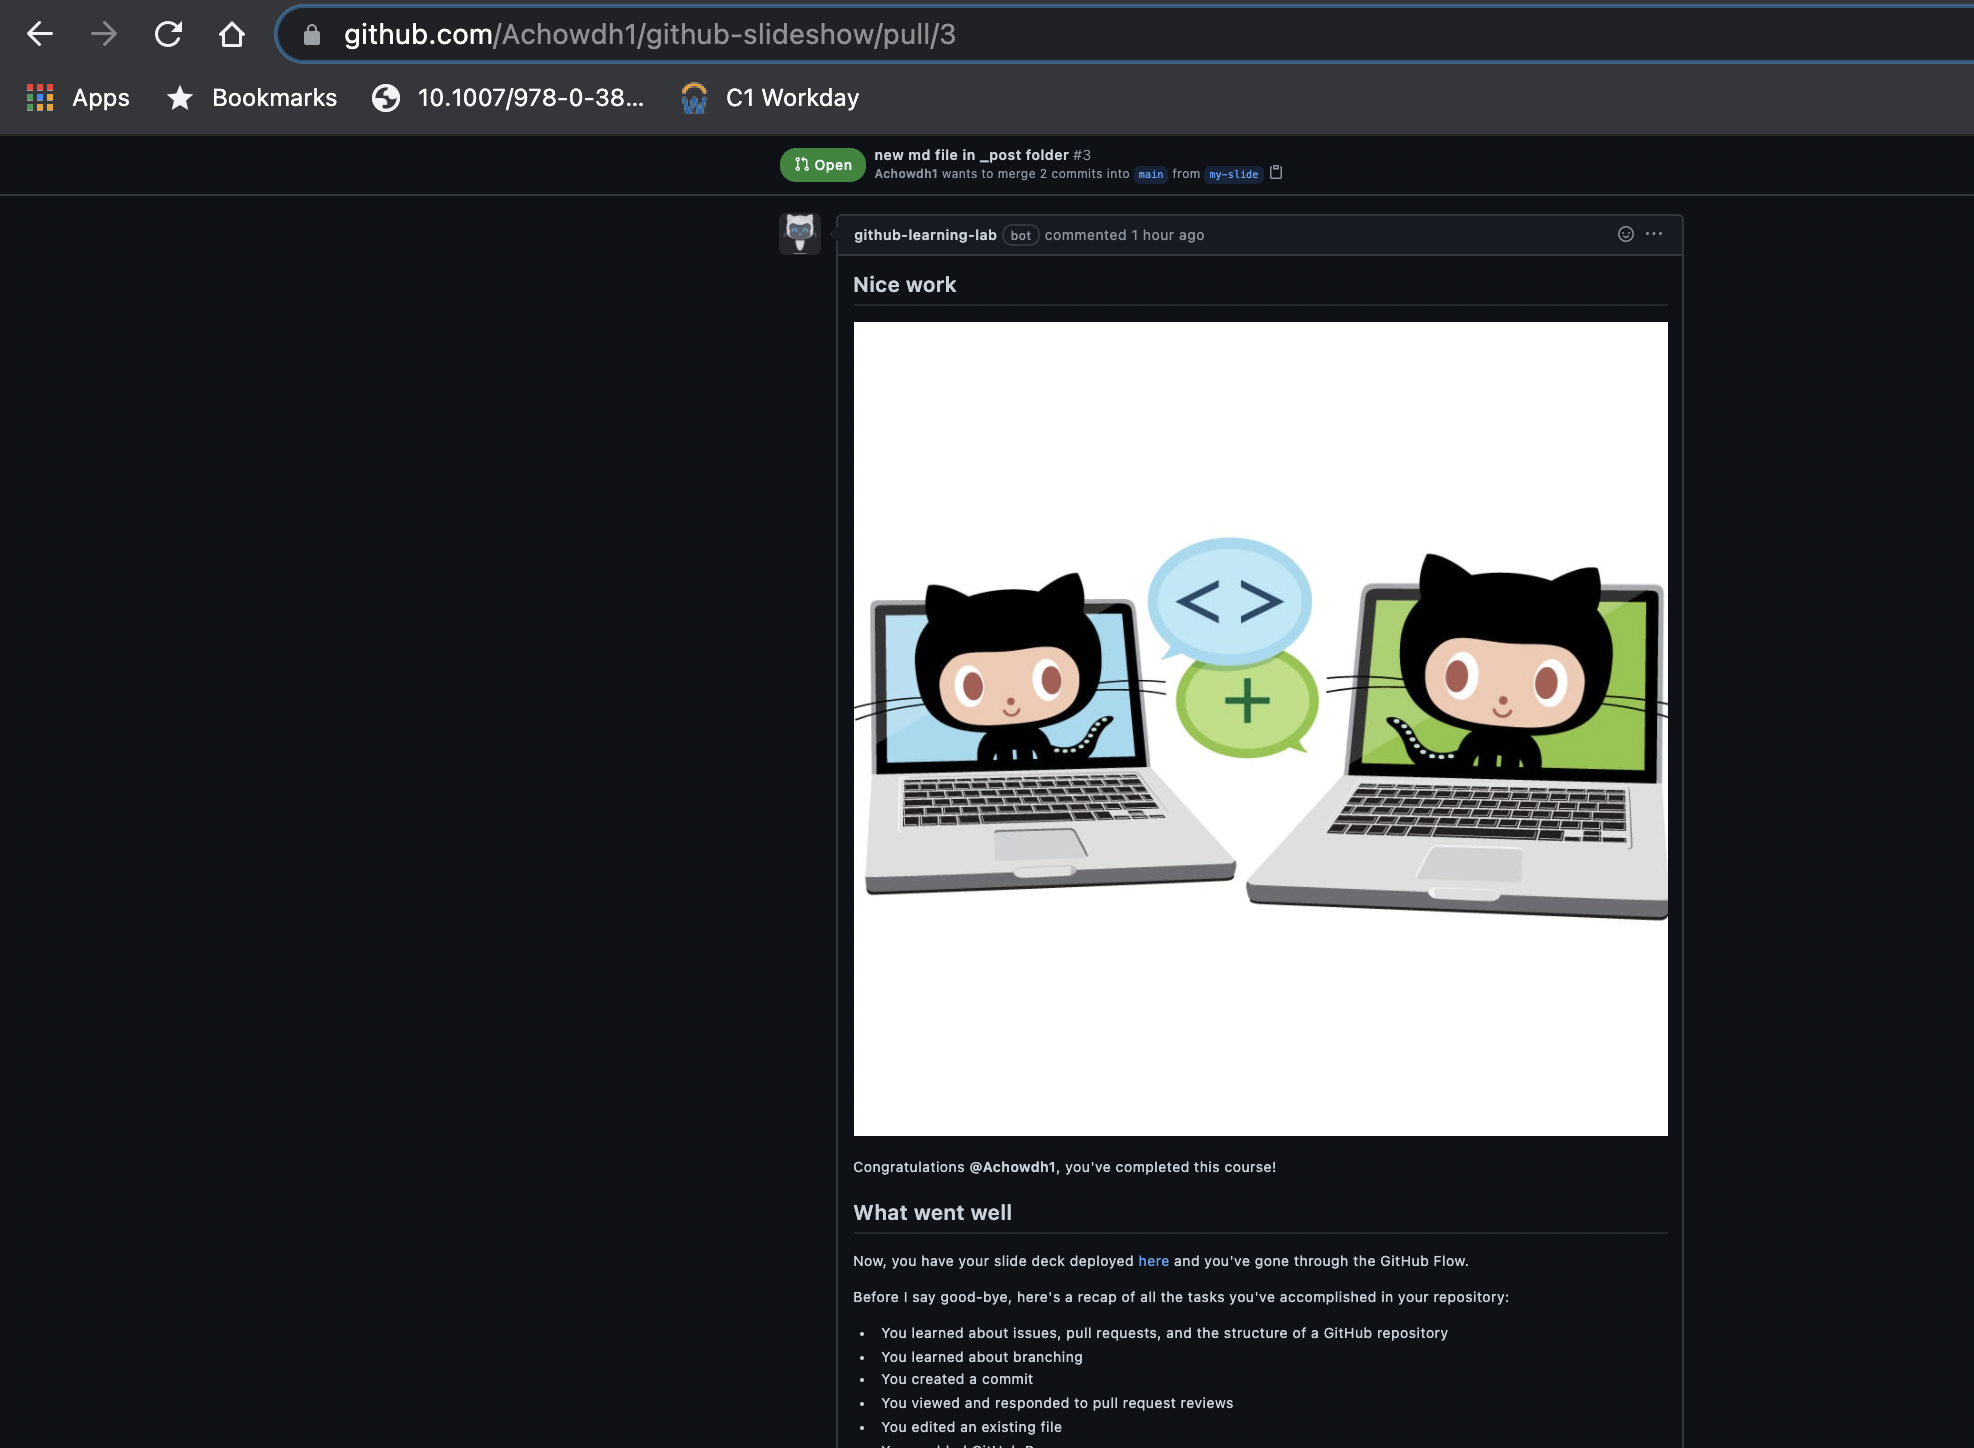 github.com/Achowdh1/github-slideshow/pull/3
Apps Bookmarks 10.1007/978-0-38... C1 Workday
Open new md file in _post folder #3
Achowdh1 wants to merge 2 commits into main from my-slide
github-learning-lab bot commented 1 hour ago
Nice work
< >
+
Congratulations @Achowdh1, you've completed this course!
What went well
Now, you have your slide deck deployed here and you've gone through the GitHub Flow.
Before I say good-bye, here's a recap of all the tasks you've accomplished in your repository:
• You learned about issues, pull requests, and the structure of a GitHub repository
• You learned about branching
• You created a commit
• You viewed and responded to pull request reviews
• You edited an existing file